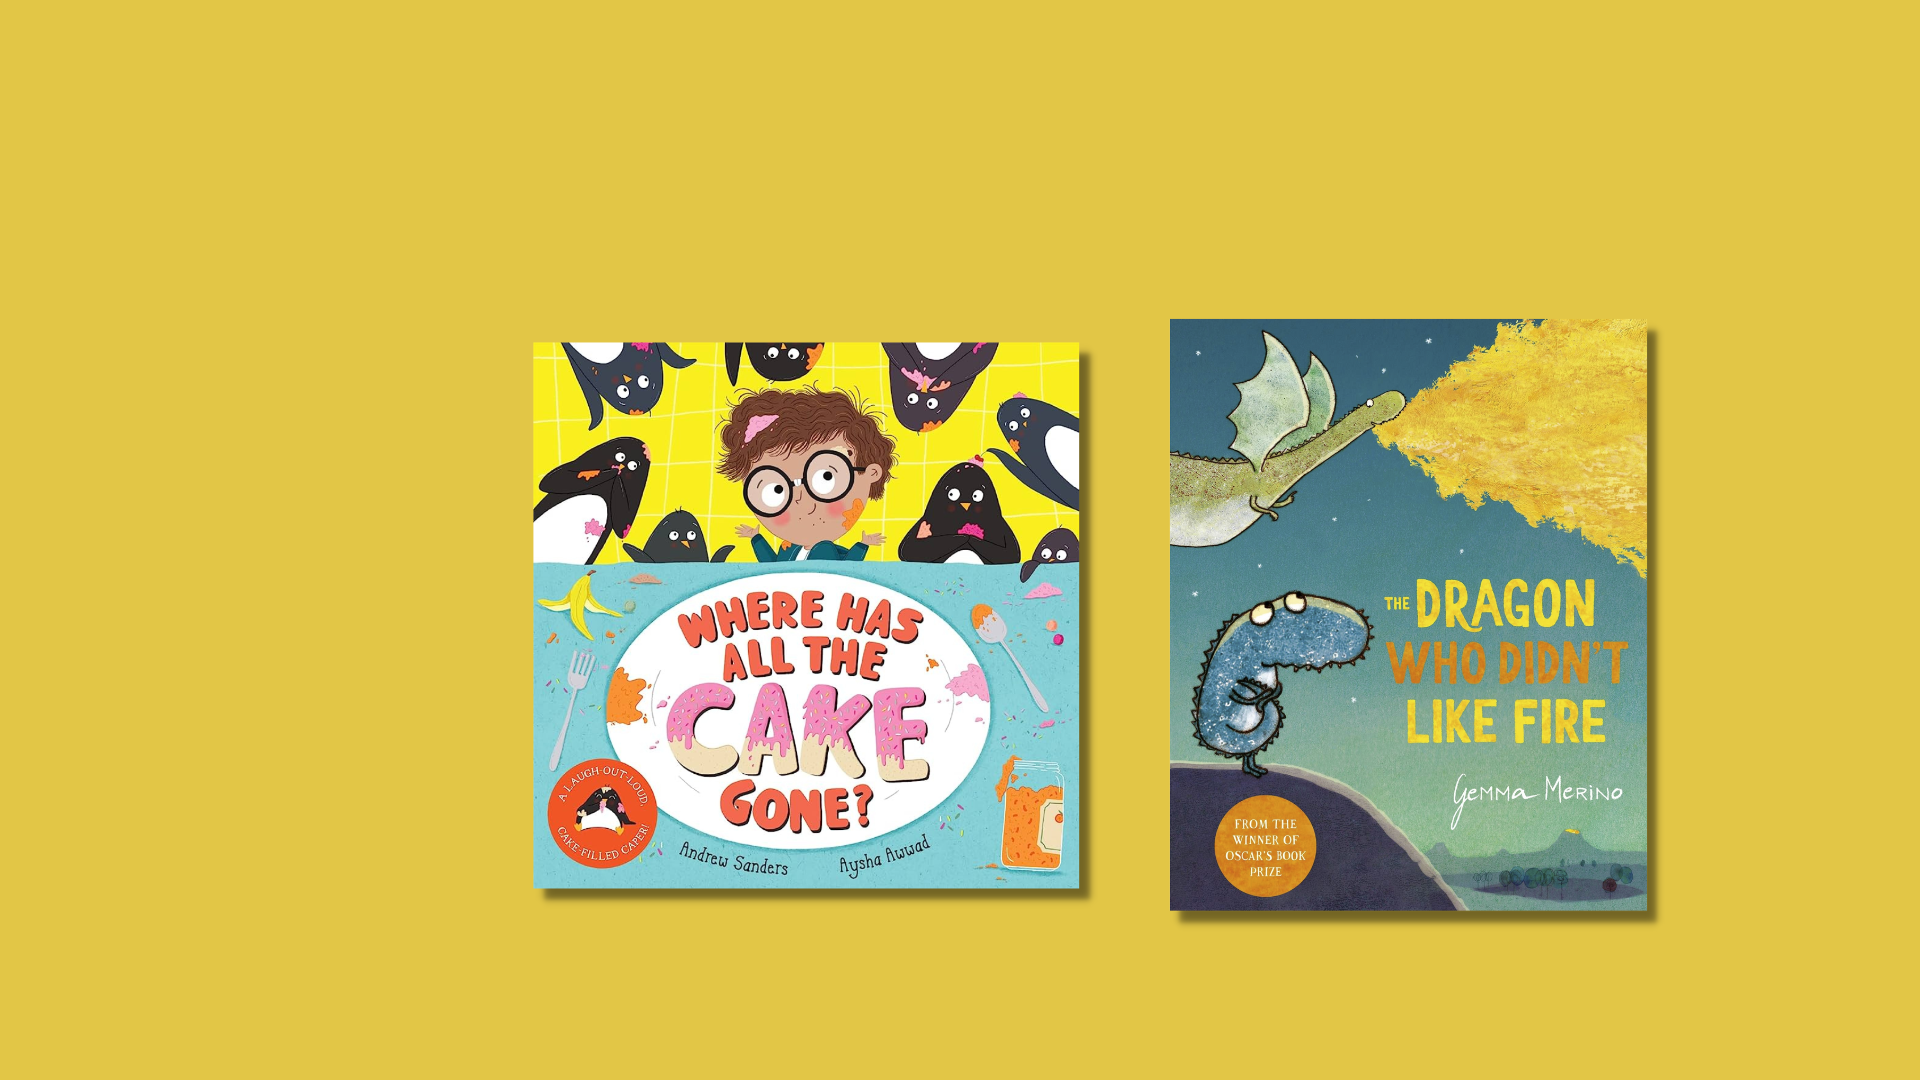 WHERE HAS
ALL THE
CAKE
GONE?
A LAUGH-OUT-LOUD,
CAKE-FILLED CAPER!
Andrew Sanders
Aysha Awwad
THE DRAGON
WHO DIDN'T
LIKE FIRE
Gemma Merino
FROM THE
WINNER OF
OSCAR'S BOOK
PRIZE